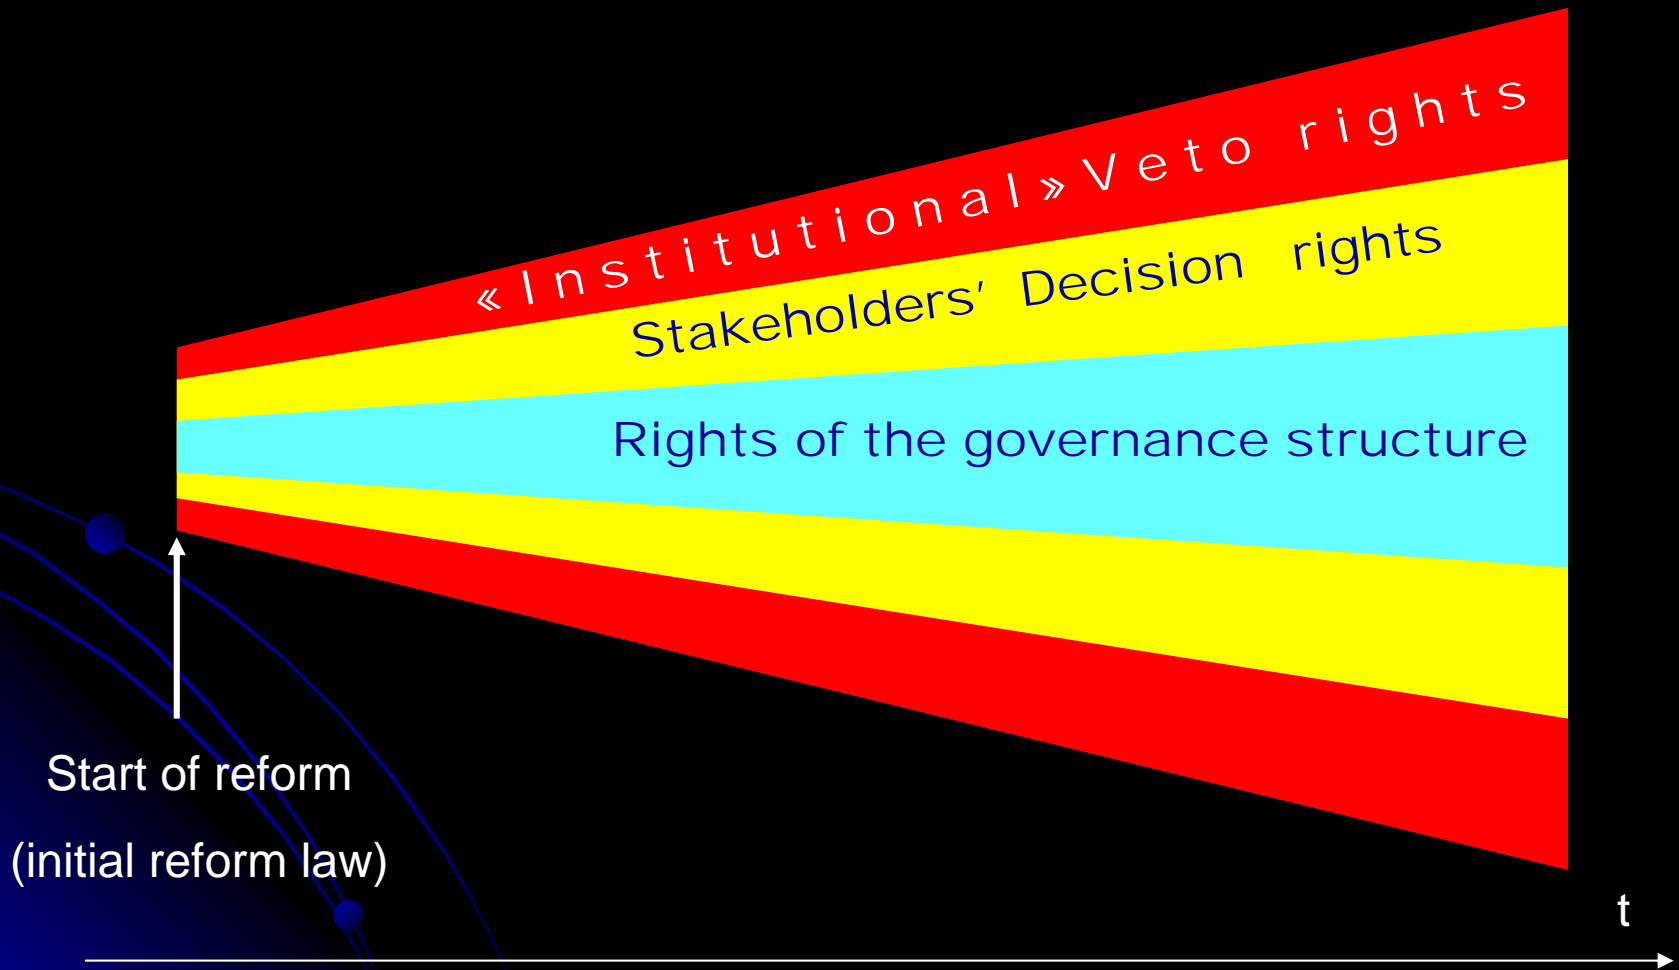 «Institutional»Veto rights
Stakeholders’ Decision rights
Rights of the governance structure
Start of reform
(initial reform law)
t